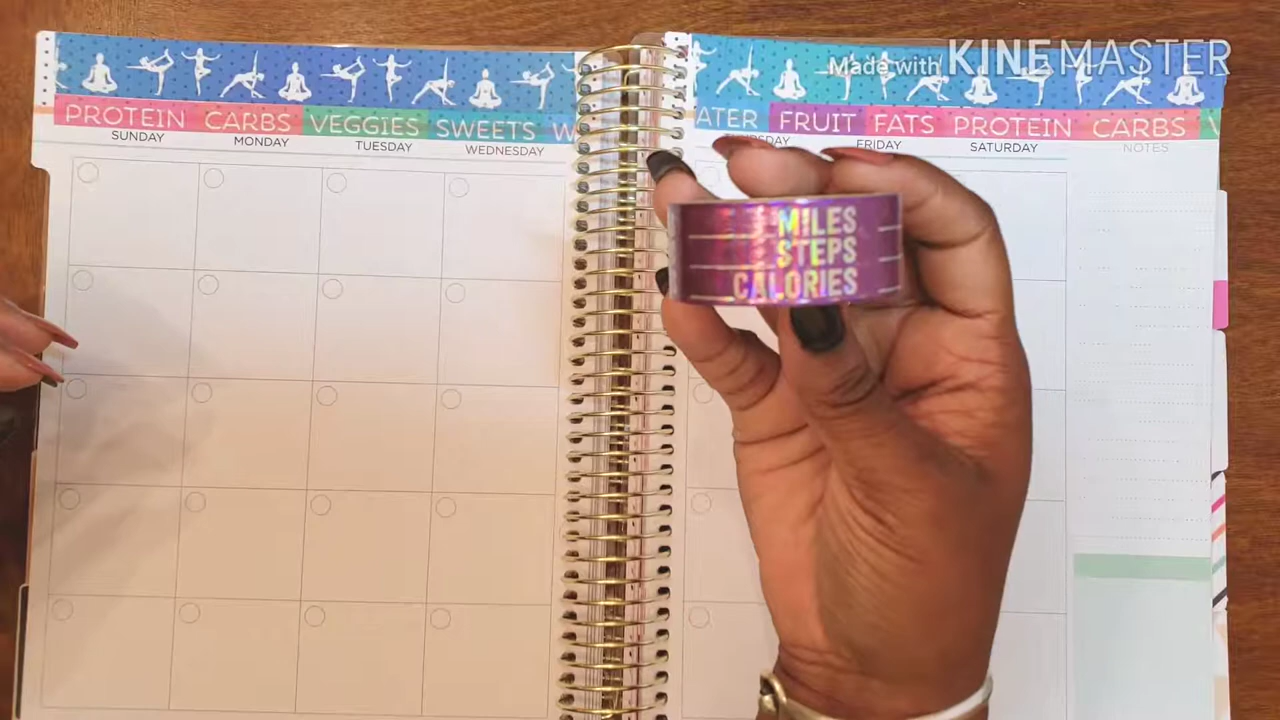 Made with KINEMASTER
PROTEIN CARBS VEGGIES SWEETS W
ATER FRUIT FATS PROTEIN CARBS V
SUNDAY MONDAY TUESDAY WEDNESDAY
FRIDAY SATURDAY NOTES
MILES
STEPS
CALORIES